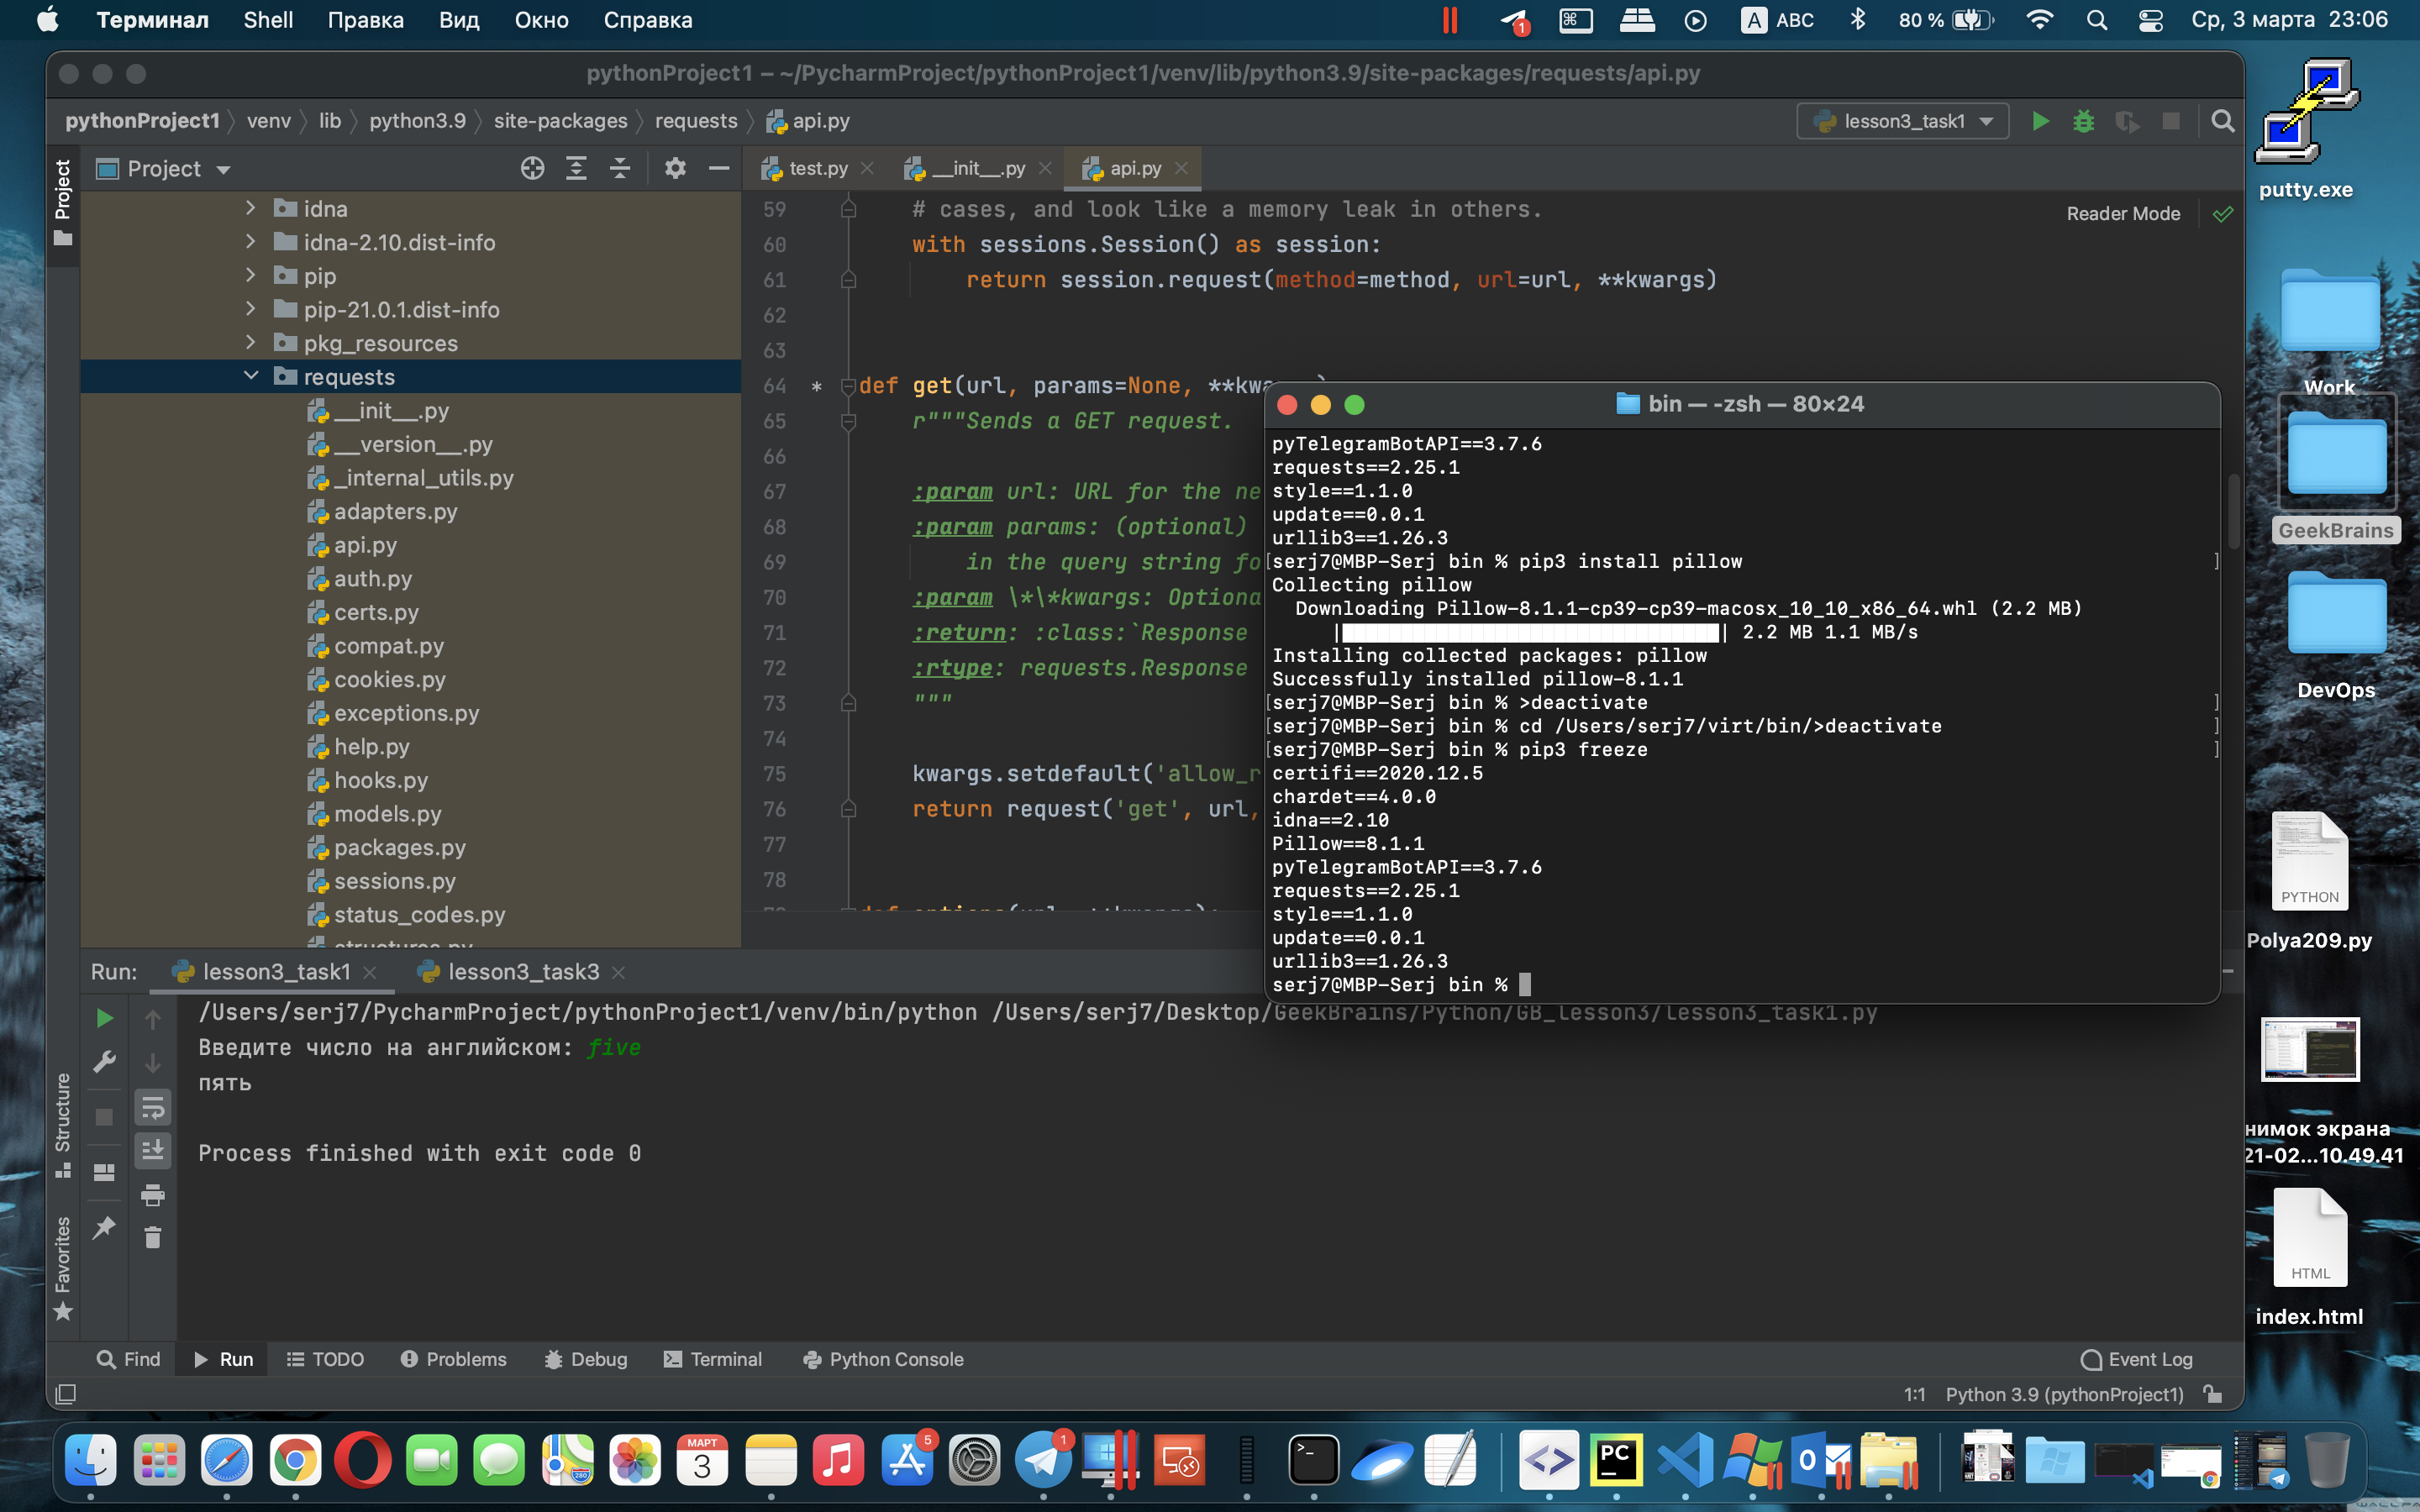 Терминал Shell Правка Вид Окно Справка
1 A ABC 80 % Ср, 3 марта 23:06
pythonProject1 – ~/PycharmProject/pythonProject1/venv/lib/python3.9/site-packages/requests/api.py
pythonProject1 venv lib python3.9 site-packages requests api.py
lesson3_task1
Project
Project
test.py __init__.py api.py
Reader Mode
idna
idna-2.10.dist-info
pip
pip-21.0.1.dist-info
pkg_resources
requests
__init__.py
__version__.py
_internal_utils.py
adapters.py
api.py
auth.py
certs.py
compat.py
cookies.py
exceptions.py
help.py
hooks.py
models.py
packages.py
sessions.py
status_codes.py
structures.py
59 # cases, and look like a memory leak in others.
60 with sessions.Session() as session:
61 return session.request(method=method, url=url, **kwargs)
62
63
64 * def get(url, params=None, **kw
65 r"""Sends a GET request.
66
67 :param url: URL for the ne
68 :param params: (optional)
69 in the query string fo
70 :param \*\*kwargs: Optiona
71 :return: :class:`Response
72 :rtype: requests.Response
73 """
74
75 kwargs.setdefault('allow_r
76 return request('get', url,
77
78
79 def options(url, **kwargs):
bin — -zsh — 80×24
pyTelegramBotAPI==3.7.6
requests==2.25.1
style==1.1.0
update==0.0.1
urllib3==1.26.3
[serj7@MBP-Serj bin % pip3 install pillow ]
Collecting pillow
Downloading Pillow-8.1.1-cp39-cp39-macosx_10_10_x86_64.whl (2.2 MB)
| | 2.2 MB 1.1 MB/s
Installing collected packages: pillow
Successfully installed pillow-8.1.1
[serj7@MBP-Serj bin % >deactivate ]
[serj7@MBP-Serj bin % cd /Users/serj7/virt/bin/>deactivate ]
[serj7@MBP-Serj bin % pip3 freeze ]
certifi==2020.12.5
chardet==4.0.0
idna==2.10
Pillow==8.1.1
pyTelegramBotAPI==3.7.6
requests==2.25.1
style==1.1.0
update==0.0.1
urllib3==1.26.3
serj7@MBP-Serj bin %
Run: lesson3_task1 lesson3_task3
/Users/serj7/PycharmProject/pythonProject1/venv/bin/python /Users/serj7/Desktop/GeekBrains/Python/GB_Lesson3/lesson3_task1.py
Введите число на английском: five
пять
Process finished with exit code 0
Structure
Favorites
Find Run TODO Problems Debug Terminal Python Console Event Log
1:1 Python 3.9 (pythonProject1)
putty.exe
Work
GeekBrains
DevOps
PYTHON
Polya209.py
нимок экрана
21-02...10.49.41
HTML
index.html
МАРТ
3
5
1
280
PC